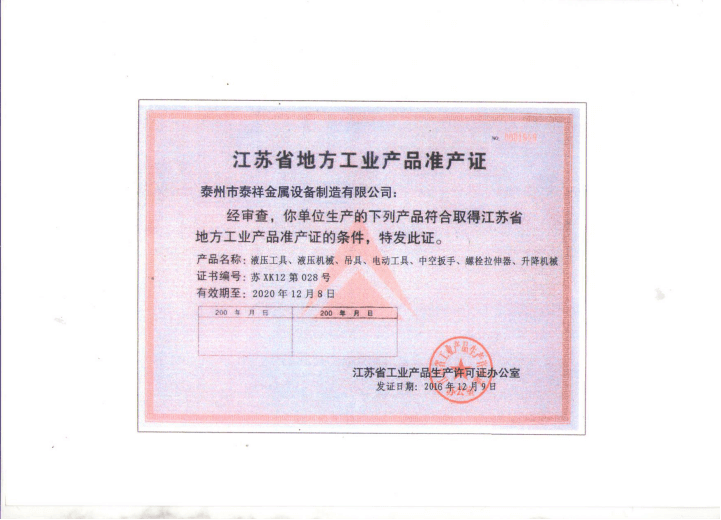 №
江苏省地方工业产品准产证
泰州市泰祥金属设备制造有限公司：
经审查，你单位生产的下列产品符合取得江苏省
地方工业产品准产证的条件，特发此证。
产品名称：液压工具、液压机械、吊具、电动工具、中空扳手、螺栓拉伸器、升降机械
证书编号：苏 XK12 第 028 号
有效期至：2020 年 12 月 8 日
200 年 月 日 200 年 月 日
江苏省工业产品生产许可证办公室
发证日期：2016 年 12 月 9 日